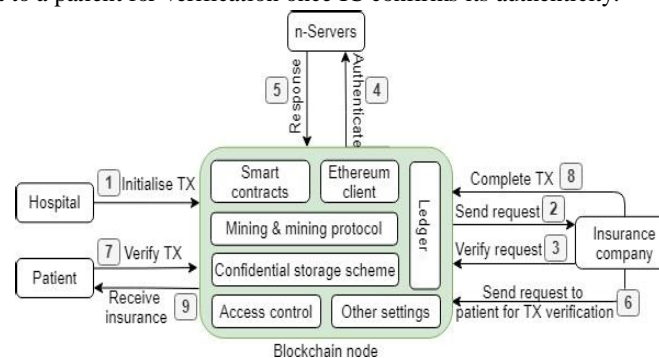 to a patient for verification once
confirms its authenticity.
n-Servers
5
Response
Authenticate
4
Smart
contracts
Ethereum
client
Ledger
Mining & mining protocol
Confidential storage scheme
Access control
Other settings
Blockchain node
Hospital
1 Initialise TX
Patient
7 Verify TX
Receive
insurance 9
Complete TX 8
Send request 2
Verify request 3
Insurance
company
Send request to
patient for TX verification 6